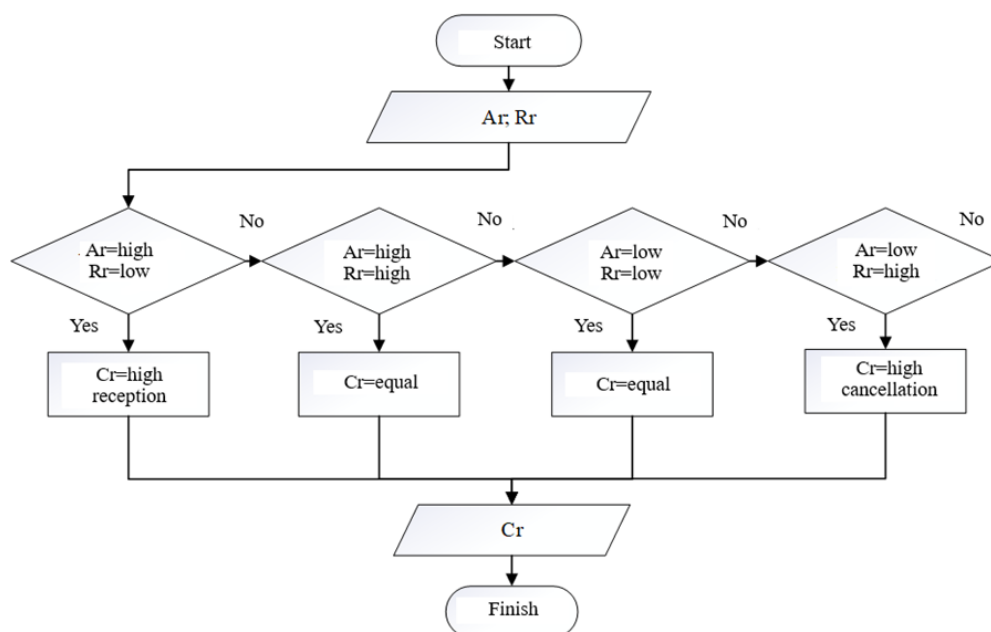 Start
Ar; Rr
No
No
No
No
Ar=high
Rr=low
Ar=high
Rr=high
Ar=low
Rr=low
Ar=low
Rr=high
Yes
Yes
Yes
Yes
Cr=high
reception
Cr=equal
Cr=equal
Cr=high
cancellation
Cr
Finish